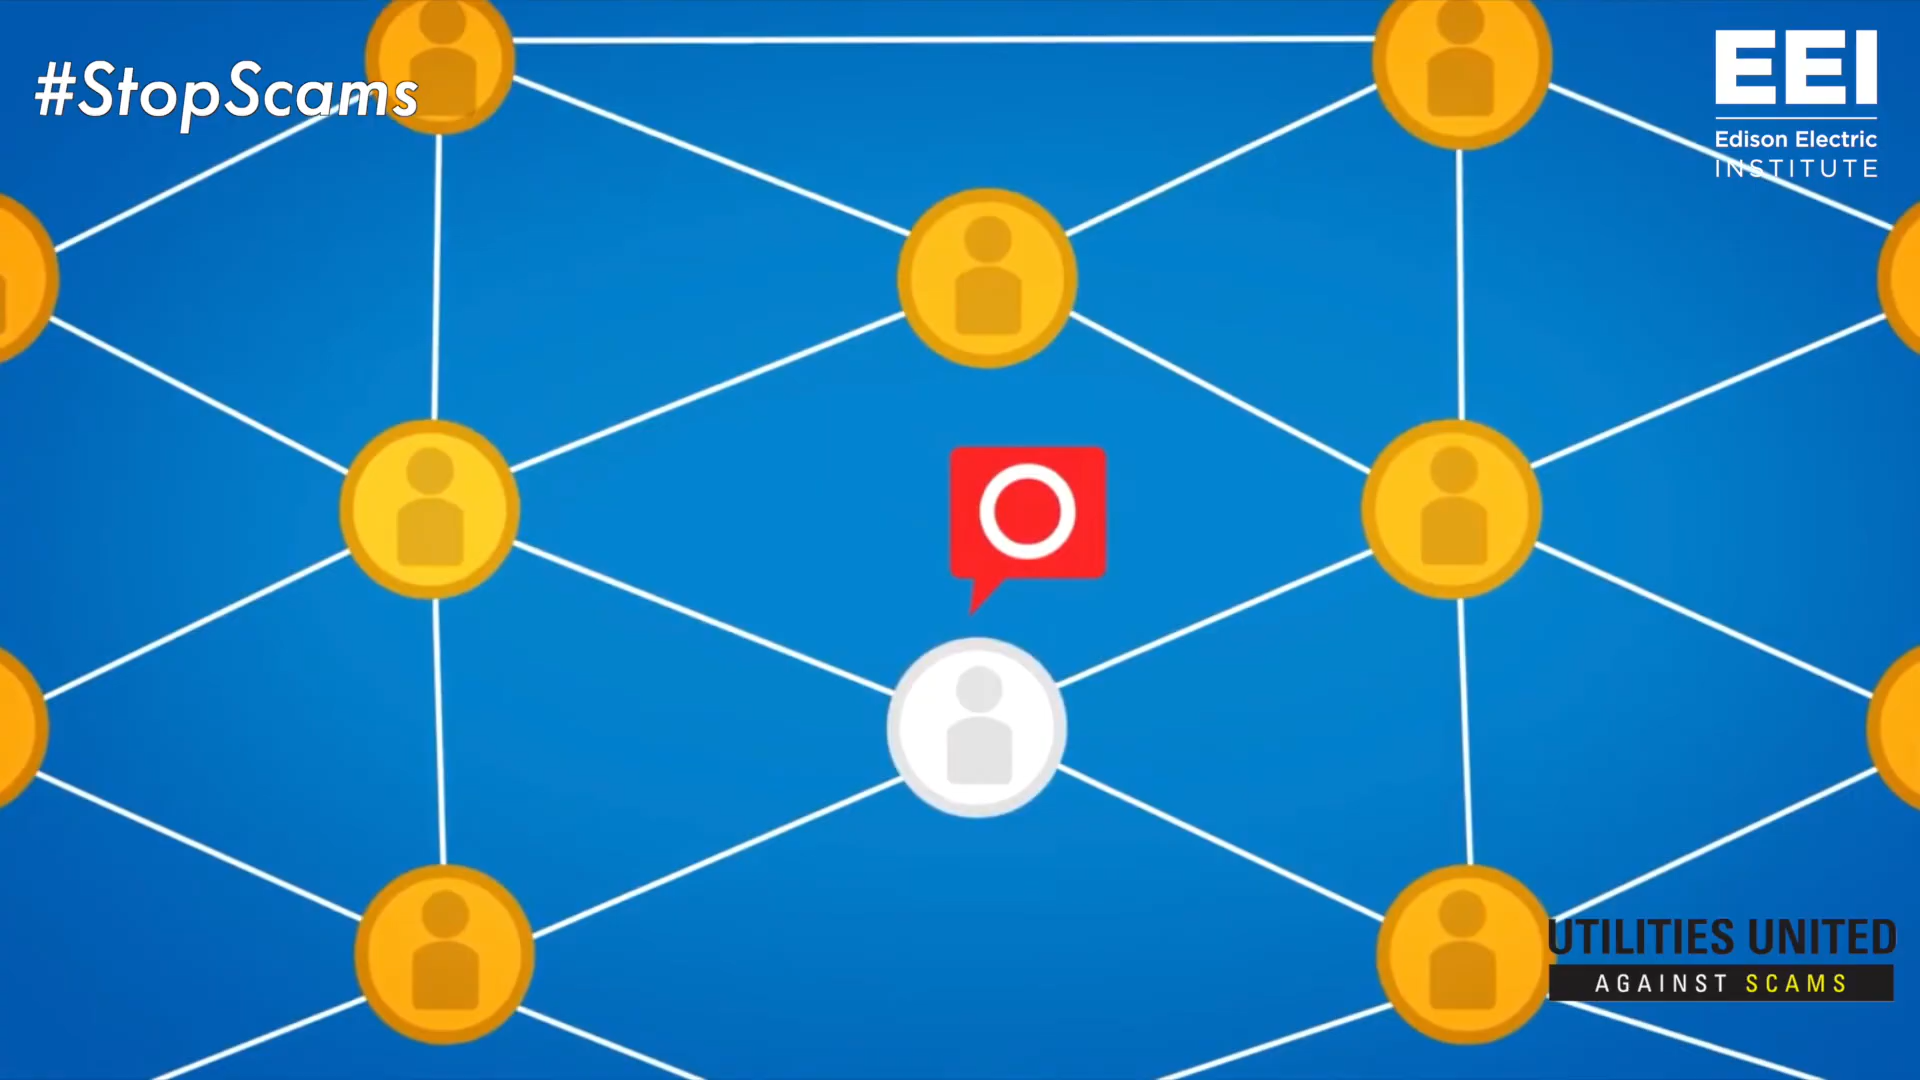 #StopScams
EEI
Edison Electric
INSTITUTE
UTILITIES UNITED
AGAINST SCAMS